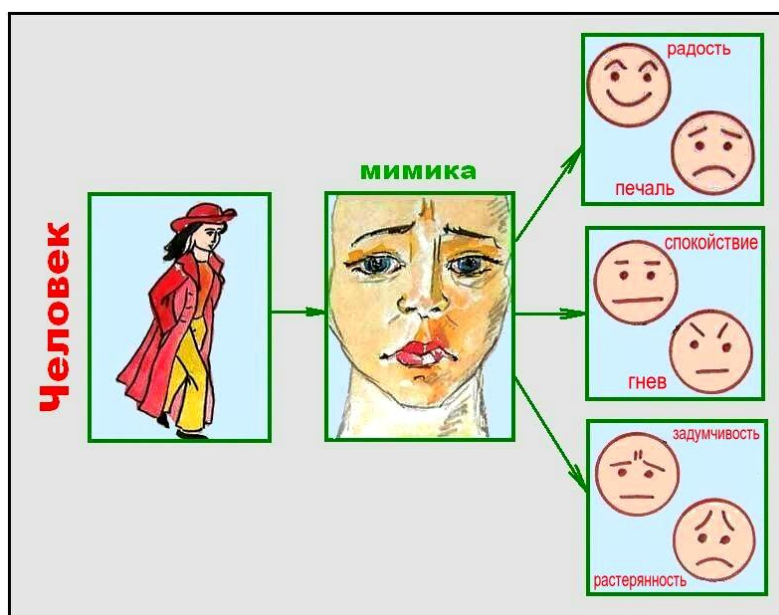 Человек
мимика
радость
печаль
спокойствие
гнев
задумчивость
растерянность